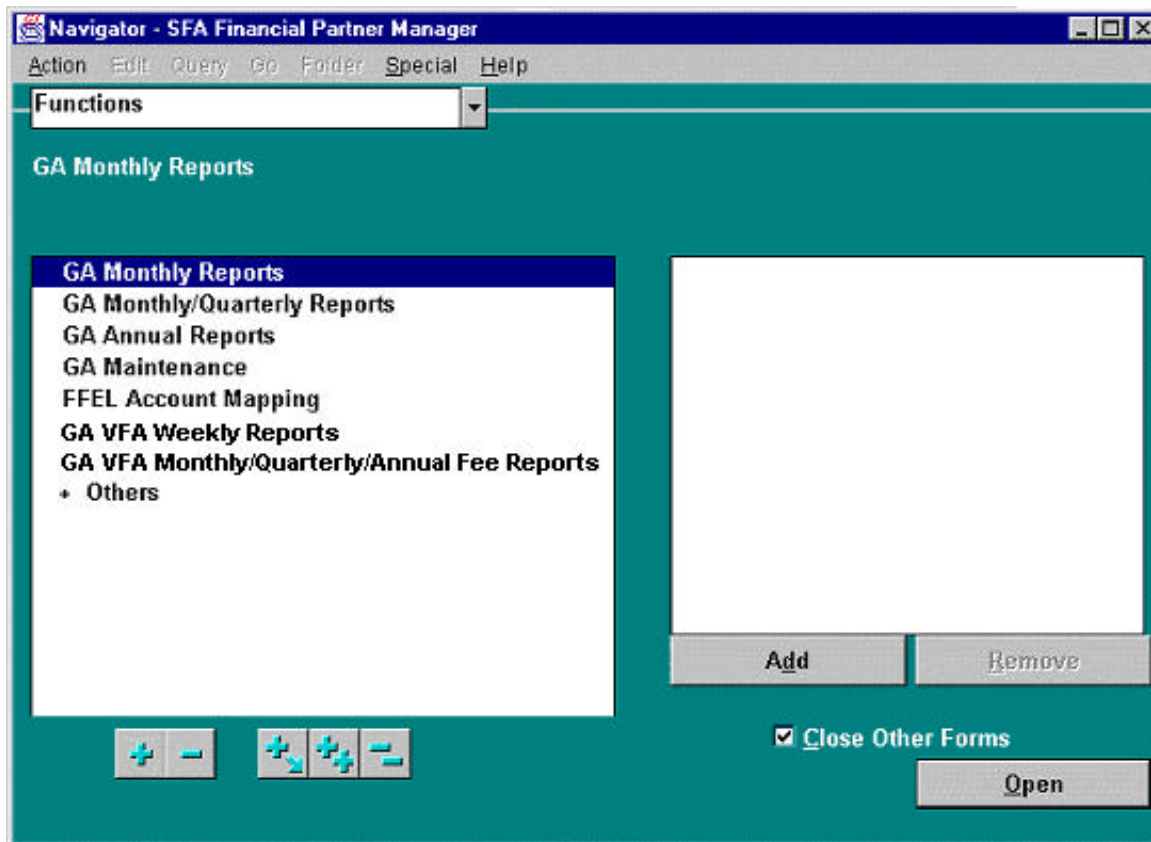 Navigator - SFA Financial Partner Manager
Action Edit Query Go Folder Special Help
Functions
GA Monthly Reports
GA Monthly Reports
GA Monthly/Quarterly Reports
GA Annual Reports
GA Maintenance
FFEL Account Mapping
GA VFA Weekly Reports
GA VFA Monthly/Quarterly/Annual Fee Reports
+ Others
Add Remove
Close Other Forms
Open